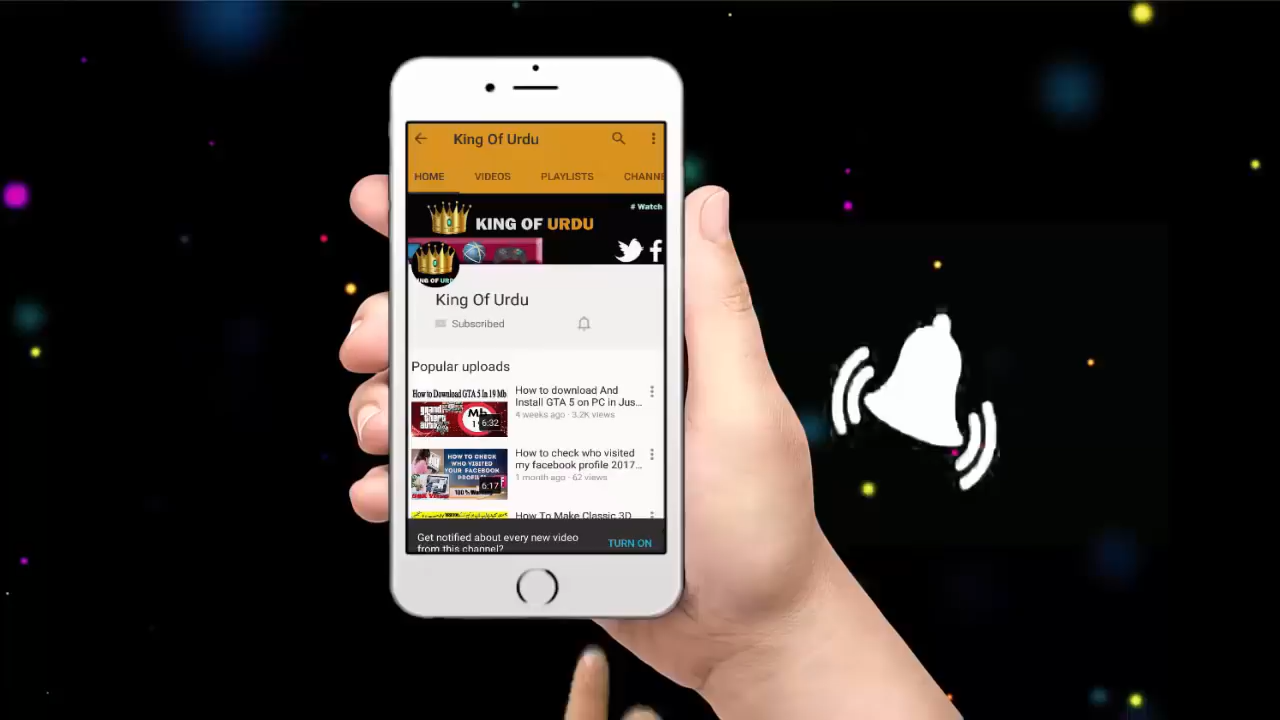 King Of Urdu
HOME VIDEOS PLAYLISTS CHANNE
# Watch
KING OF URDU
King Of Urdu
Subscribed
Popular uploads
How to Download GTA 5 In 19 Mb
6:32
How to download And
Install GTA 5 on PC in Jus...
4 weeks ago · 3.2K views
HOW TO CHECK
WHO VISITED
YOUR FACEBOOK
6:17
How to check who visited
my facebook profile 2017...
1 month ago · 62 views
How To Make Classic 3D
Get notified about every new video
from this channel?
TURN ON